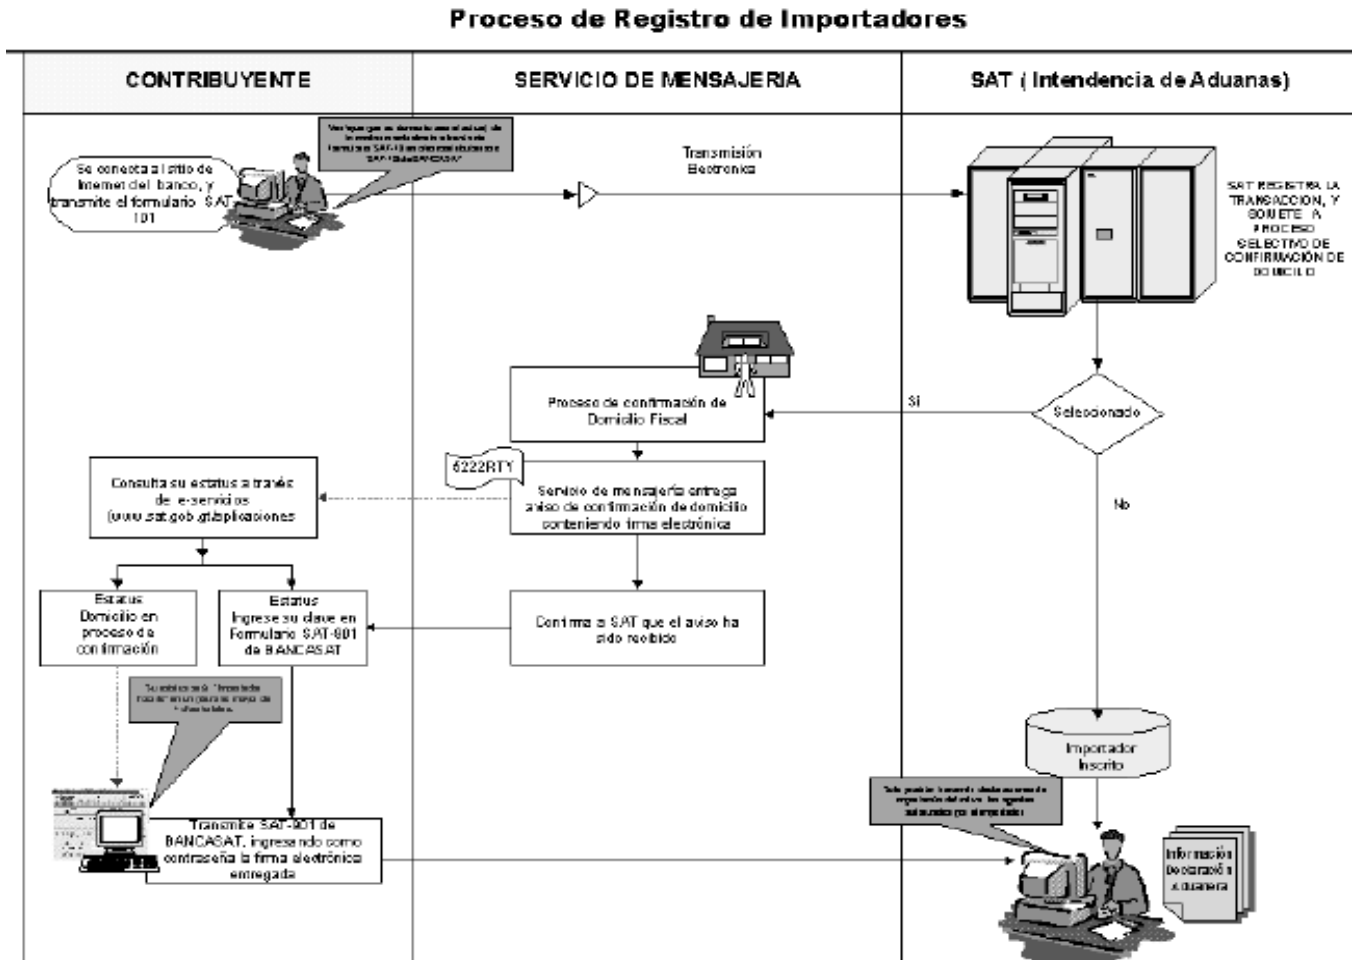 Proceso de Registro de Importadores
CONTRIBUYENTE
SERVICIO DE MENSAJERIA
SAT ( Intendencia de Aduanas)
Se conecta al sitio de
Internet del banco, y
transmite el formulario SAT
101
Transmisión
Electronica
SAT REGISTRA LA
TRANSACCION, Y
SOMETE A
PROCESO
SELECTIVO DE
CONFIRMACIÓN DE
DOMICILIO
Seleccionado
Si
No
Proceso de confirmación de
Domicilio Fiscal
6222RTY
Servicio de mensajería entrega
aviso de confirmación de domicilio
conteniendo firma electrónica
Consulta su estatus a través
de e-servicios
(www.sat.gob.gt/aplicaciones
Estatus
Domicilio en
proceso de
confirmación
Estatus
Ingrese su clave en
Formulario SAT-801
de BANCASAT
Confirma a SAT que el aviso ha
sido recibido
Importador
Inscrito
Transmite SAT-801 de
BANCASAT, ingresando como
contraseña la firma electrónica
entregada
Información
Declaración
Aduanera